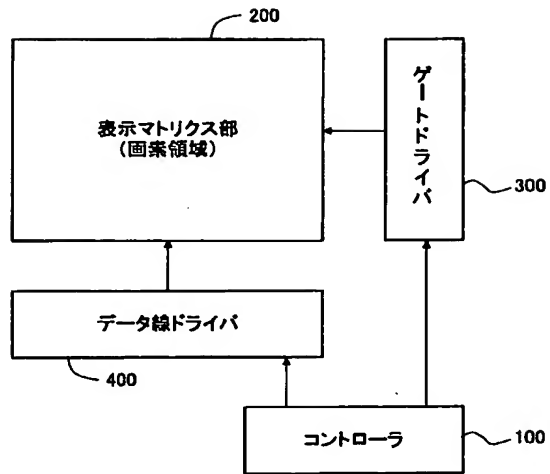 200
表示マトリクス部
(画素領域)
ゲートドライバ
300
データ線ドライバ
400
コントローラ
100